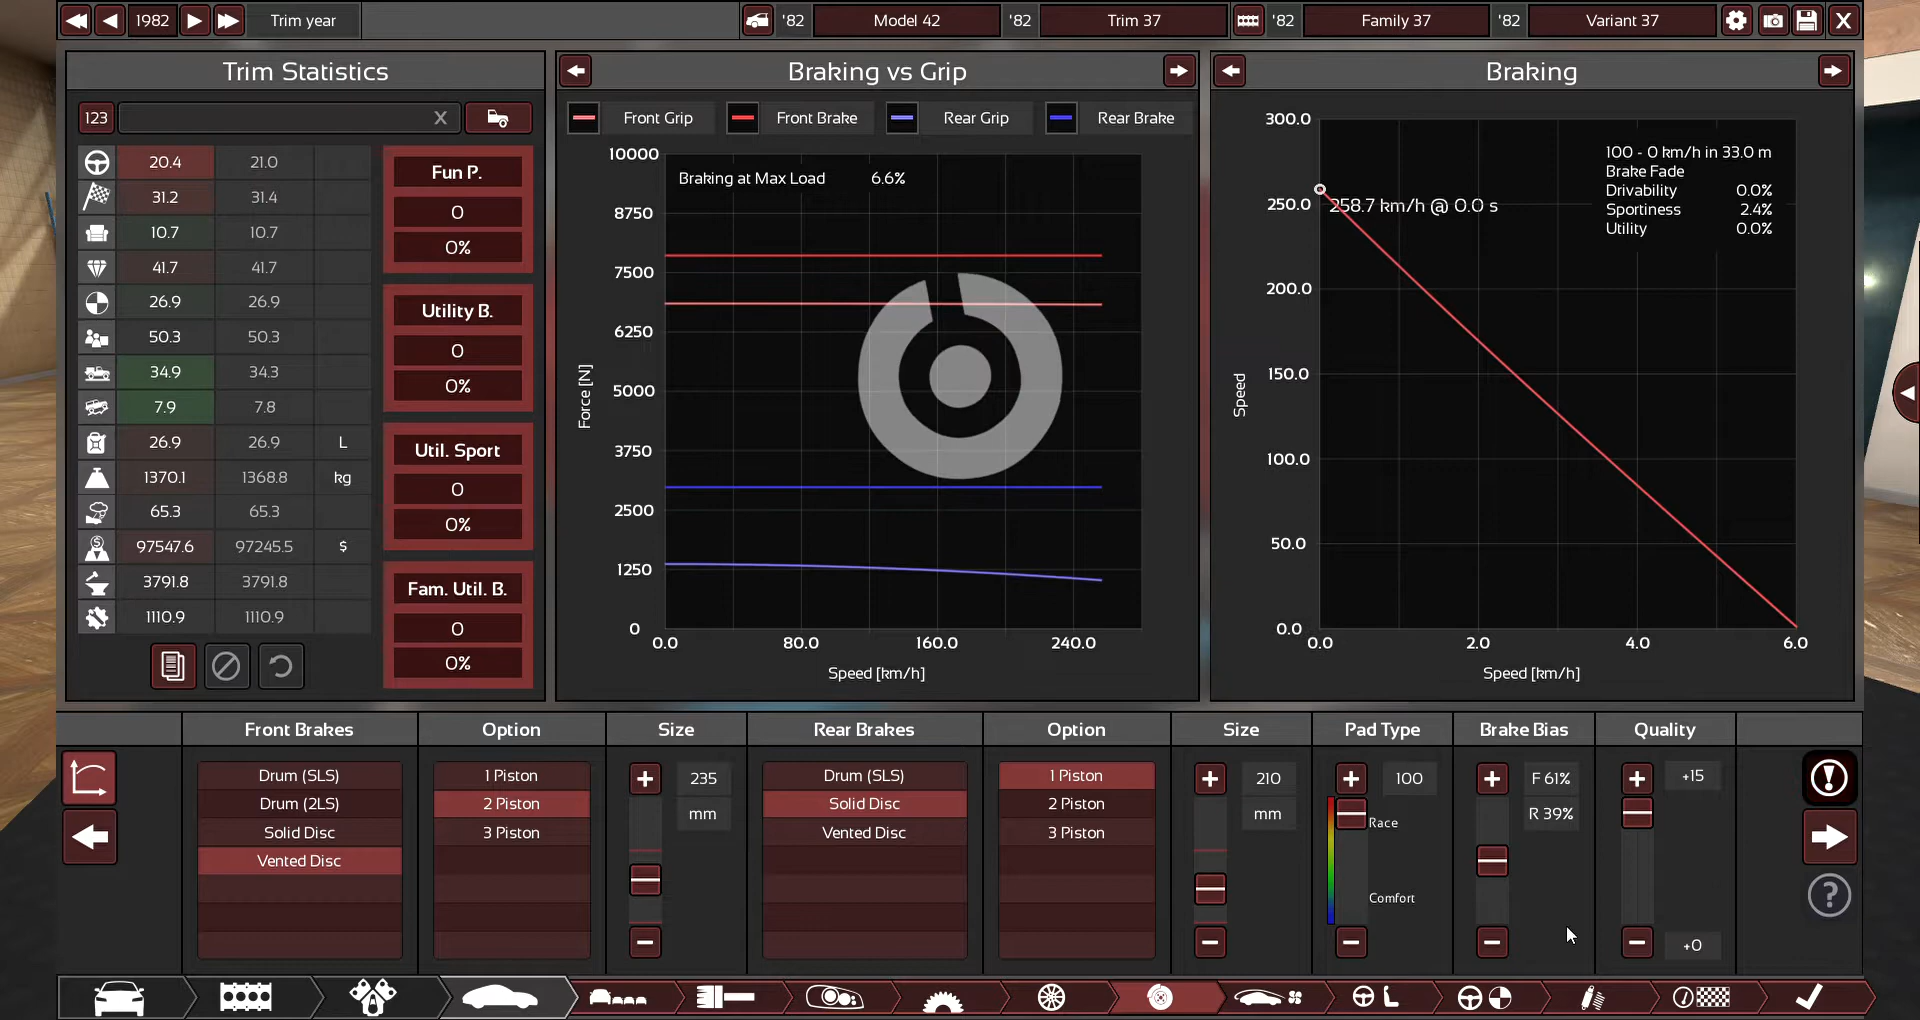 1982
Trim year
'82
Model 42
'82
Trim 37
'82
Family 37
'82
Variant 37
X
Trim Statistics
123
X
20.4 21.0
31.2 31.4
10.7 10.7
41.7 41.7
26.9 26.9
50.3 50.3
34.9 34.3
7.9 7.8
26.9 26.9 L
1370.1 1368.8 kg
65.3 65.3
97547.6 97245.5 $
3791.8 3791.8
1110.9 1110.9
Fun P.
0
0%
Utility B.
0
0%
Util. Sport
0
0%
Fam. Util. B.
0
0%
Braking vs Grip
Front Grip
Front Brake
Rear Grip
Rear Brake
Braking at Max Load 6.6%
10000
8750
7500
6250
5000
3750
2500
1250
0
Force [N]
0.0 80.0 160.0 240.0
Speed [km/h]
Braking
300.0
250.0
200.0
150.0
100.0
50.0
0.0
Speed
258.7 km/h @ 0.0 s
100 - 0 km/h in 33.0 m
Brake Fade
Drivability 0.0%
Sportiness 2.4%
Utility 0.0%
0.0 2.0 4.0 6.0
Speed [km/h]
Front Brakes
Drum (SLS)
Drum (2LS)
Solid Disc
Vented Disc
Option
1 Piston
2 Piston
3 Piston
Size
235
mm
Rear Brakes
Drum (SLS)
Solid Disc
Vented Disc
Option
1 Piston
2 Piston
3 Piston
Size
210
mm
Pad Type
100
Race
Comfort
Brake Bias
F 61%
R 39%
Quality
+15
+0
?